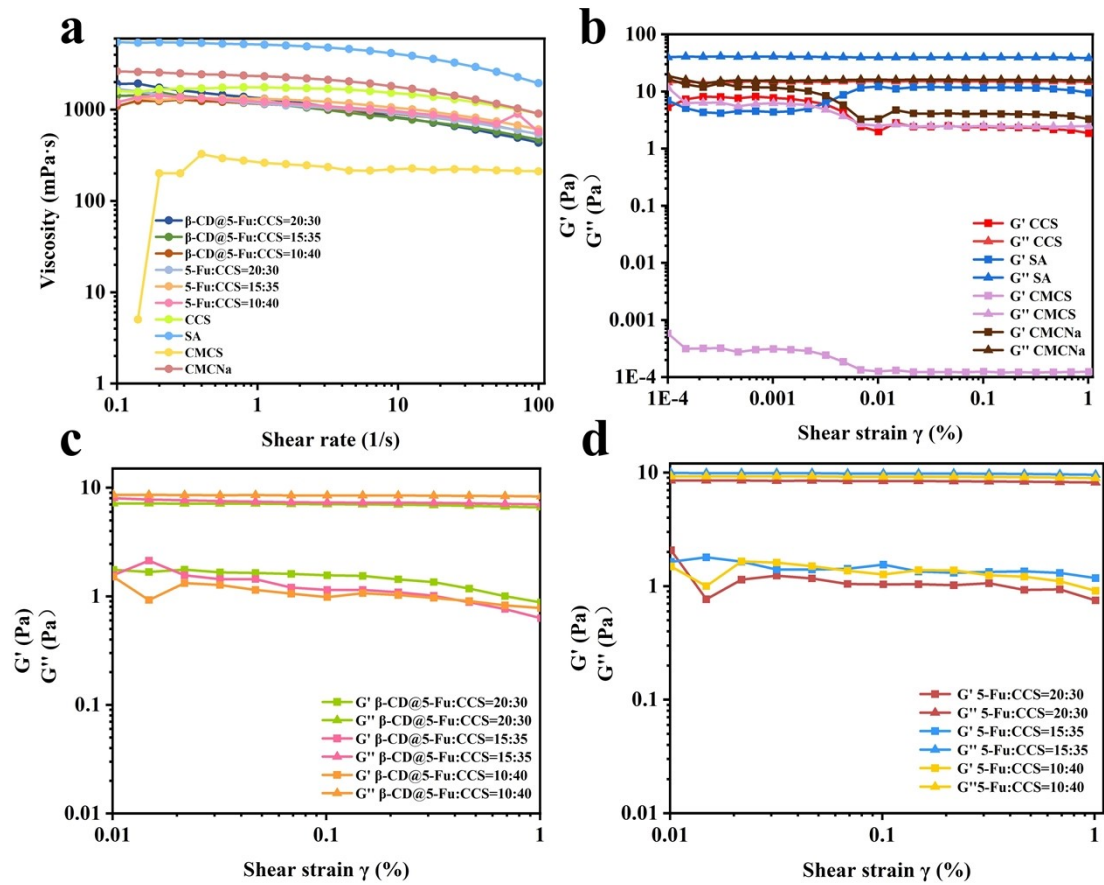 a
Viscosity (mPa·s)
1000
100
10
1
β-CD@5-Fu:CCS=20:30
β-CD@5-Fu:CCS=15:35
β-CD@5-Fu:CCS=10:40
5-Fu:CCS=20:30
5-Fu:CCS=15:35
5-Fu:CCS=10:40
CCS
SA
CMCS
CMCNa
0.1 1 10 100
Shear rate (1/s)
b
G' (Pa)
G'' (Pa)
100
10
1
0.1
0.01
0.001
1E-4
G' CCS
G'' CCS
G' SA
G'' SA
G' CMCS
G'' CMCS
G' CMCNa
G'' CMCNa
1E-4 0.001 0.01 0.1 1
Shear strain γ (%)
c
G' (Pa)
G'' (Pa)
10
1
0.1
0.01
G' β-CD@5-Fu:CCS=20:30
G'' β-CD@5-Fu:CCS=20:30
G' β-CD@5-Fu:CCS=15:35
G'' β-CD@5-Fu:CCS=15:35
G' β-CD@5-Fu:CCS=10:40
G'' β-CD@5-Fu:CCS=10:40
0.01 0.1 1
Shear strain γ (%)
d
G' (Pa)
G'' (Pa)
10
1
0.1
0.01
G' 5-Fu:CCS=20:30
G'' 5-Fu:CCS=20:30
G' 5-Fu:CCS=15:35
G'' 5-Fu:CCS=15:35
G' 5-Fu:CCS=10:40
G''5-Fu:CCS=10:40
0.01 0.1 1
Shear strain γ (%)